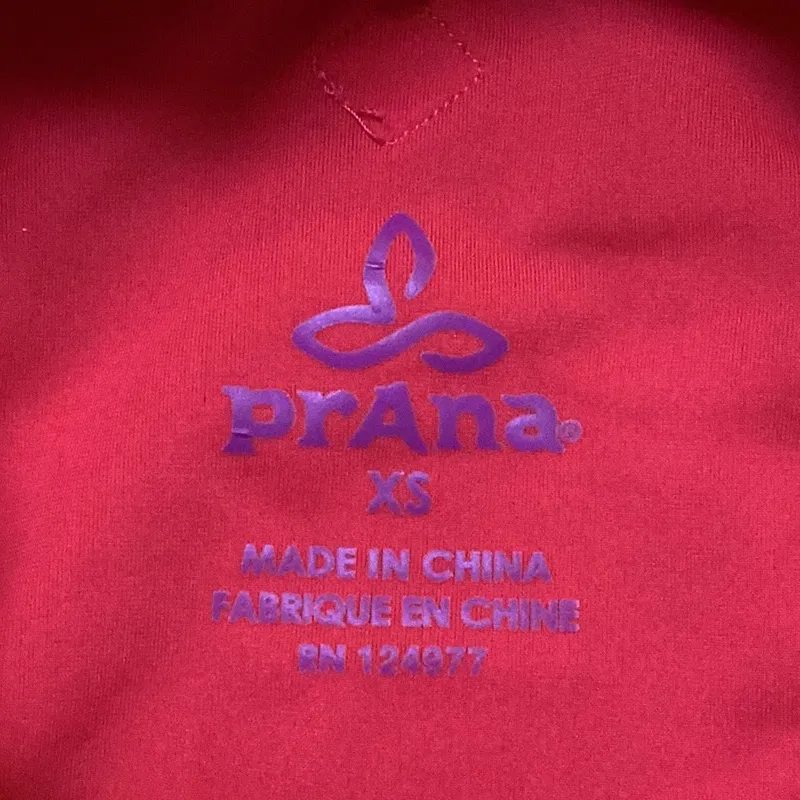 prAna®
XS
MADE IN CHINA
FABRIQUE EN CHINE
RN 124977